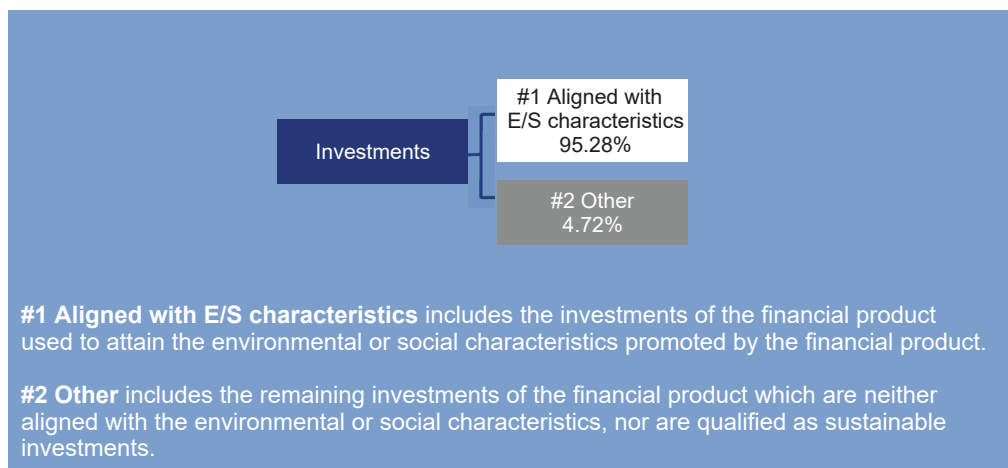 Investments
#1 Aligned with
E/S characteristics
95.28%
#2 Other
4.72%
#1 Aligned with E/S characteristics includes the investments of the financial product
used to attain the environmental or social characteristics promoted by the financial product.
#2 Other includes the remaining investments of the financial product which are neither
aligned with the environmental or social characteristics, nor are qualified as sustainable
investments.